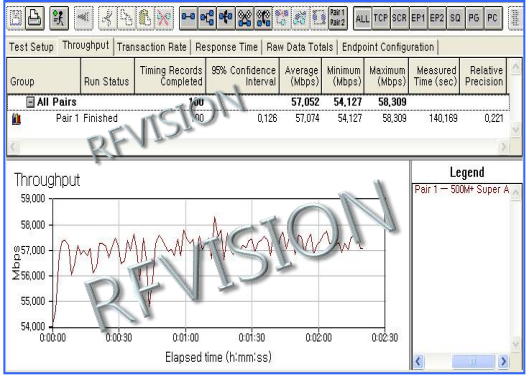 Pair 1
Pair 2
ALL TCP SCR EP1 EP2 SQ PG PC
Test Setup Throughput Transaction Rate Response Time Raw Data Totals Endpoint Configuration
Group Run Status Timing Records Completed 95% Confidence Interval Average (Mbps) Minimum (Mbps) Maximum (Mbps) Measured Time (sec) Relative Precision
All Pairs 100 57,052 54,127 58,309
Pair 1 Finished 100 0,126 57,074 54,127 58,309 140,169 0,221
RFVISION
Throughput
Legend
Pair 1 — 500M+ Super A
59,000
58,000
57,000
56,000
55,000
54,000
Mbps
0:00:00 0:00:30 0:01:00 0:01:30 0:02:00 0:02:30
Elapsed time (h:mm:ss)
RFVISION